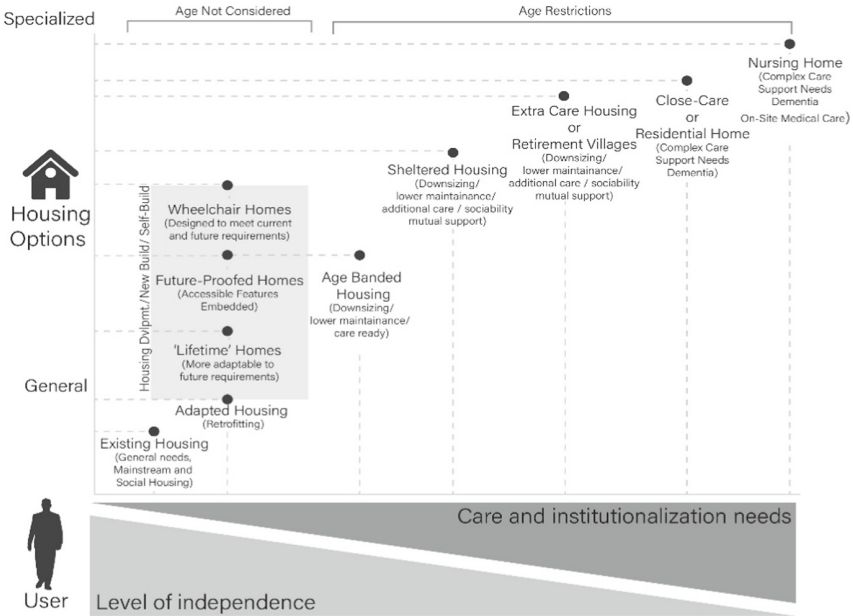 Specialized
Age Not Considered
Age Restrictions
Nursing Home
(Complex Care
Support Needs
Dementia
On-Site Medical Care)
Close-Care
or
Residential Home
(Complex Care
Support Needs
Dementia)
Extra Care Housing
or
Retirement Villages
(Downsizing/
lower maintainance/
additional care / sociability
mutual support)
Sheltered Housing
(Downsizing/
lower maintainance/
additional care / sociability
mutual support)
Housing
Options
Housing Dvlpmt./ New Build/ Self-Build
Wheelchair Homes
(Designed to meet current
and future requirements)
Future-Proofed Homes
(Accessible Features
Embedded)
Age Banded
Housing
(Downsizing/
lower maintainance/
care ready)
'Lifetime' Homes
(More adaptable to
future requirements)
General
Adapted Housing
(Retrofitting)
Existing Housing
(General needs,
Mainstream and
Social Housing)
Care and institutionalization needs
Level of independence
User